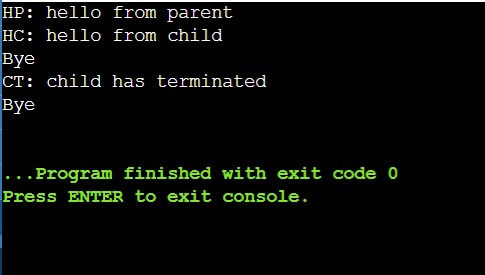 HP: hello from parent
HC: hello from child
Bye
CT: child has terminated
Bye
...Program finished with exit code 0
Press ENTER to exit console.